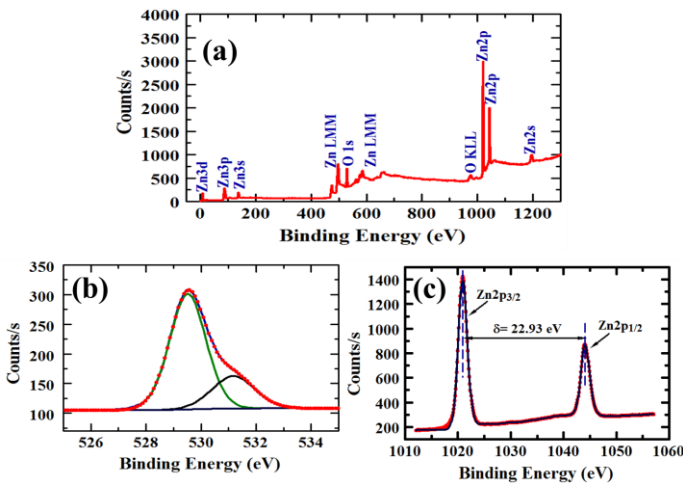 (a)
4000
3500
3000
2500
2000
1500
1000
500
0
Counts/s
Zn3d
Zn3p
Zn3s
Zn LMM
O 1s
Zn LMM
O KLL
Zn2p
Zn2p
Zn2s
0 200 400 600 800 1000 1200
Binding Energy (eV)
(b)
350
300
250
200
150
100
Counts/s
526 528 530 532 534
Binding Energy (eV)
(c)
1400
1200
1000
800
600
400
200
Counts/s
Zn2p3/2
δ= 22.93 eV
Zn2p1/2
1010 1020 1030 1040 1050 1060
Binding Energy (eV)